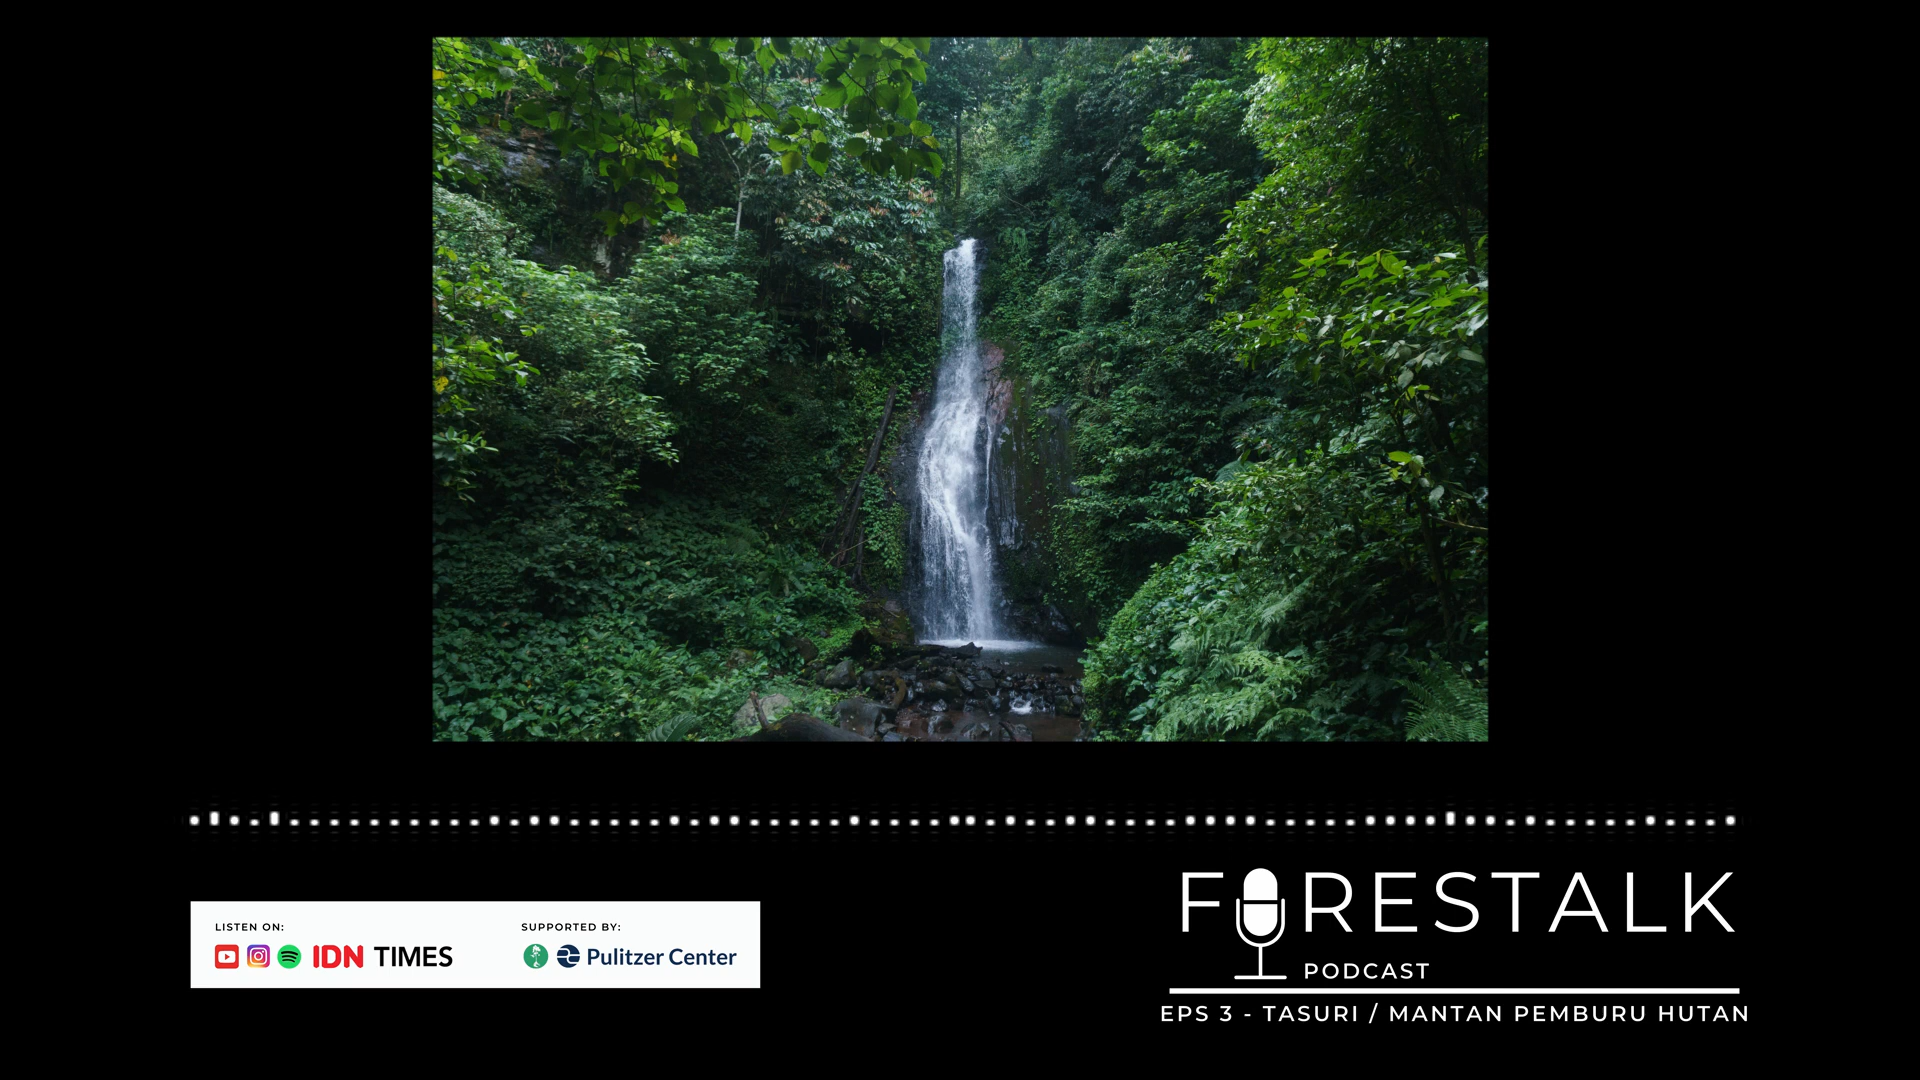 LISTEN ON:
IDN TIMES
SUPPORTED BY:
Pulitzer Center
FORESTALK
PODCAST
EPS 3 - TASURI / MANTAN PEMBURU HUTAN